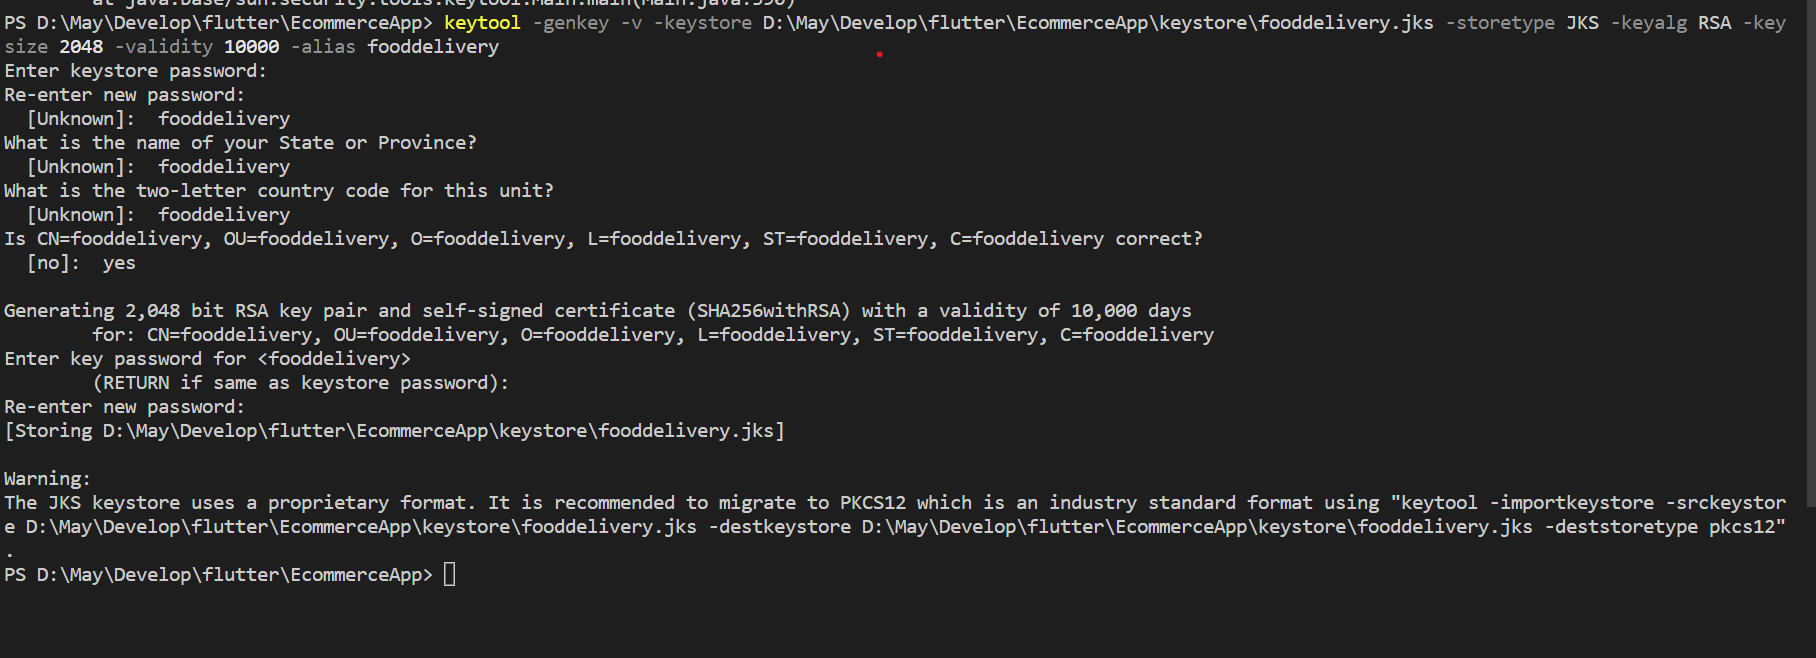 at java.base/sun.security.tools.keytool.Main.main(Main.java:390)
PS D:\May\Develop\flutter\EcommerceApp> keytool -genkey -v -keystore D:\May\Develop\flutter\EcommerceApp\keystore\fooddelivery.jks -storetype JKS -keyalg RSA -key
size 2048 -validity 10000 -alias fooddelivery
Enter keystore password:
Re-enter new password:
[Unknown]:  fooddelivery
What is the name of your State or Province?
[Unknown]:  fooddelivery
What is the two-letter country code for this unit?
[Unknown]:  fooddelivery
Is CN=fooddelivery, OU=fooddelivery, O=fooddelivery, L=fooddelivery, ST=fooddelivery, C=fooddelivery correct?
[no]:  yes
Generating 2,048 bit RSA key pair and self-signed certificate (SHA256withRSA) with a validity of 10,000 days
for: CN=fooddelivery, OU=fooddelivery, O=fooddelivery, L=fooddelivery, ST=fooddelivery, C=fooddelivery
Enter key password for <fooddelivery>
(RETURN if same as keystore password):
Re-enter new password:
[Storing D:\May\Develop\flutter\EcommerceApp\keystore\fooddelivery.jks]
Warning:
The JKS keystore uses a proprietary format. It is recommended to migrate to PKCS12 which is an industry standard format using "keytool -importkeystore -srckeystor
e D:\May\Develop\flutter\EcommerceApp\keystore\fooddelivery.jks -destkeystore D:\May\Develop\flutter\EcommerceApp\keystore\fooddelivery.jks -deststoretype pkcs12"
.
PS D:\May\Develop\flutter\EcommerceApp>